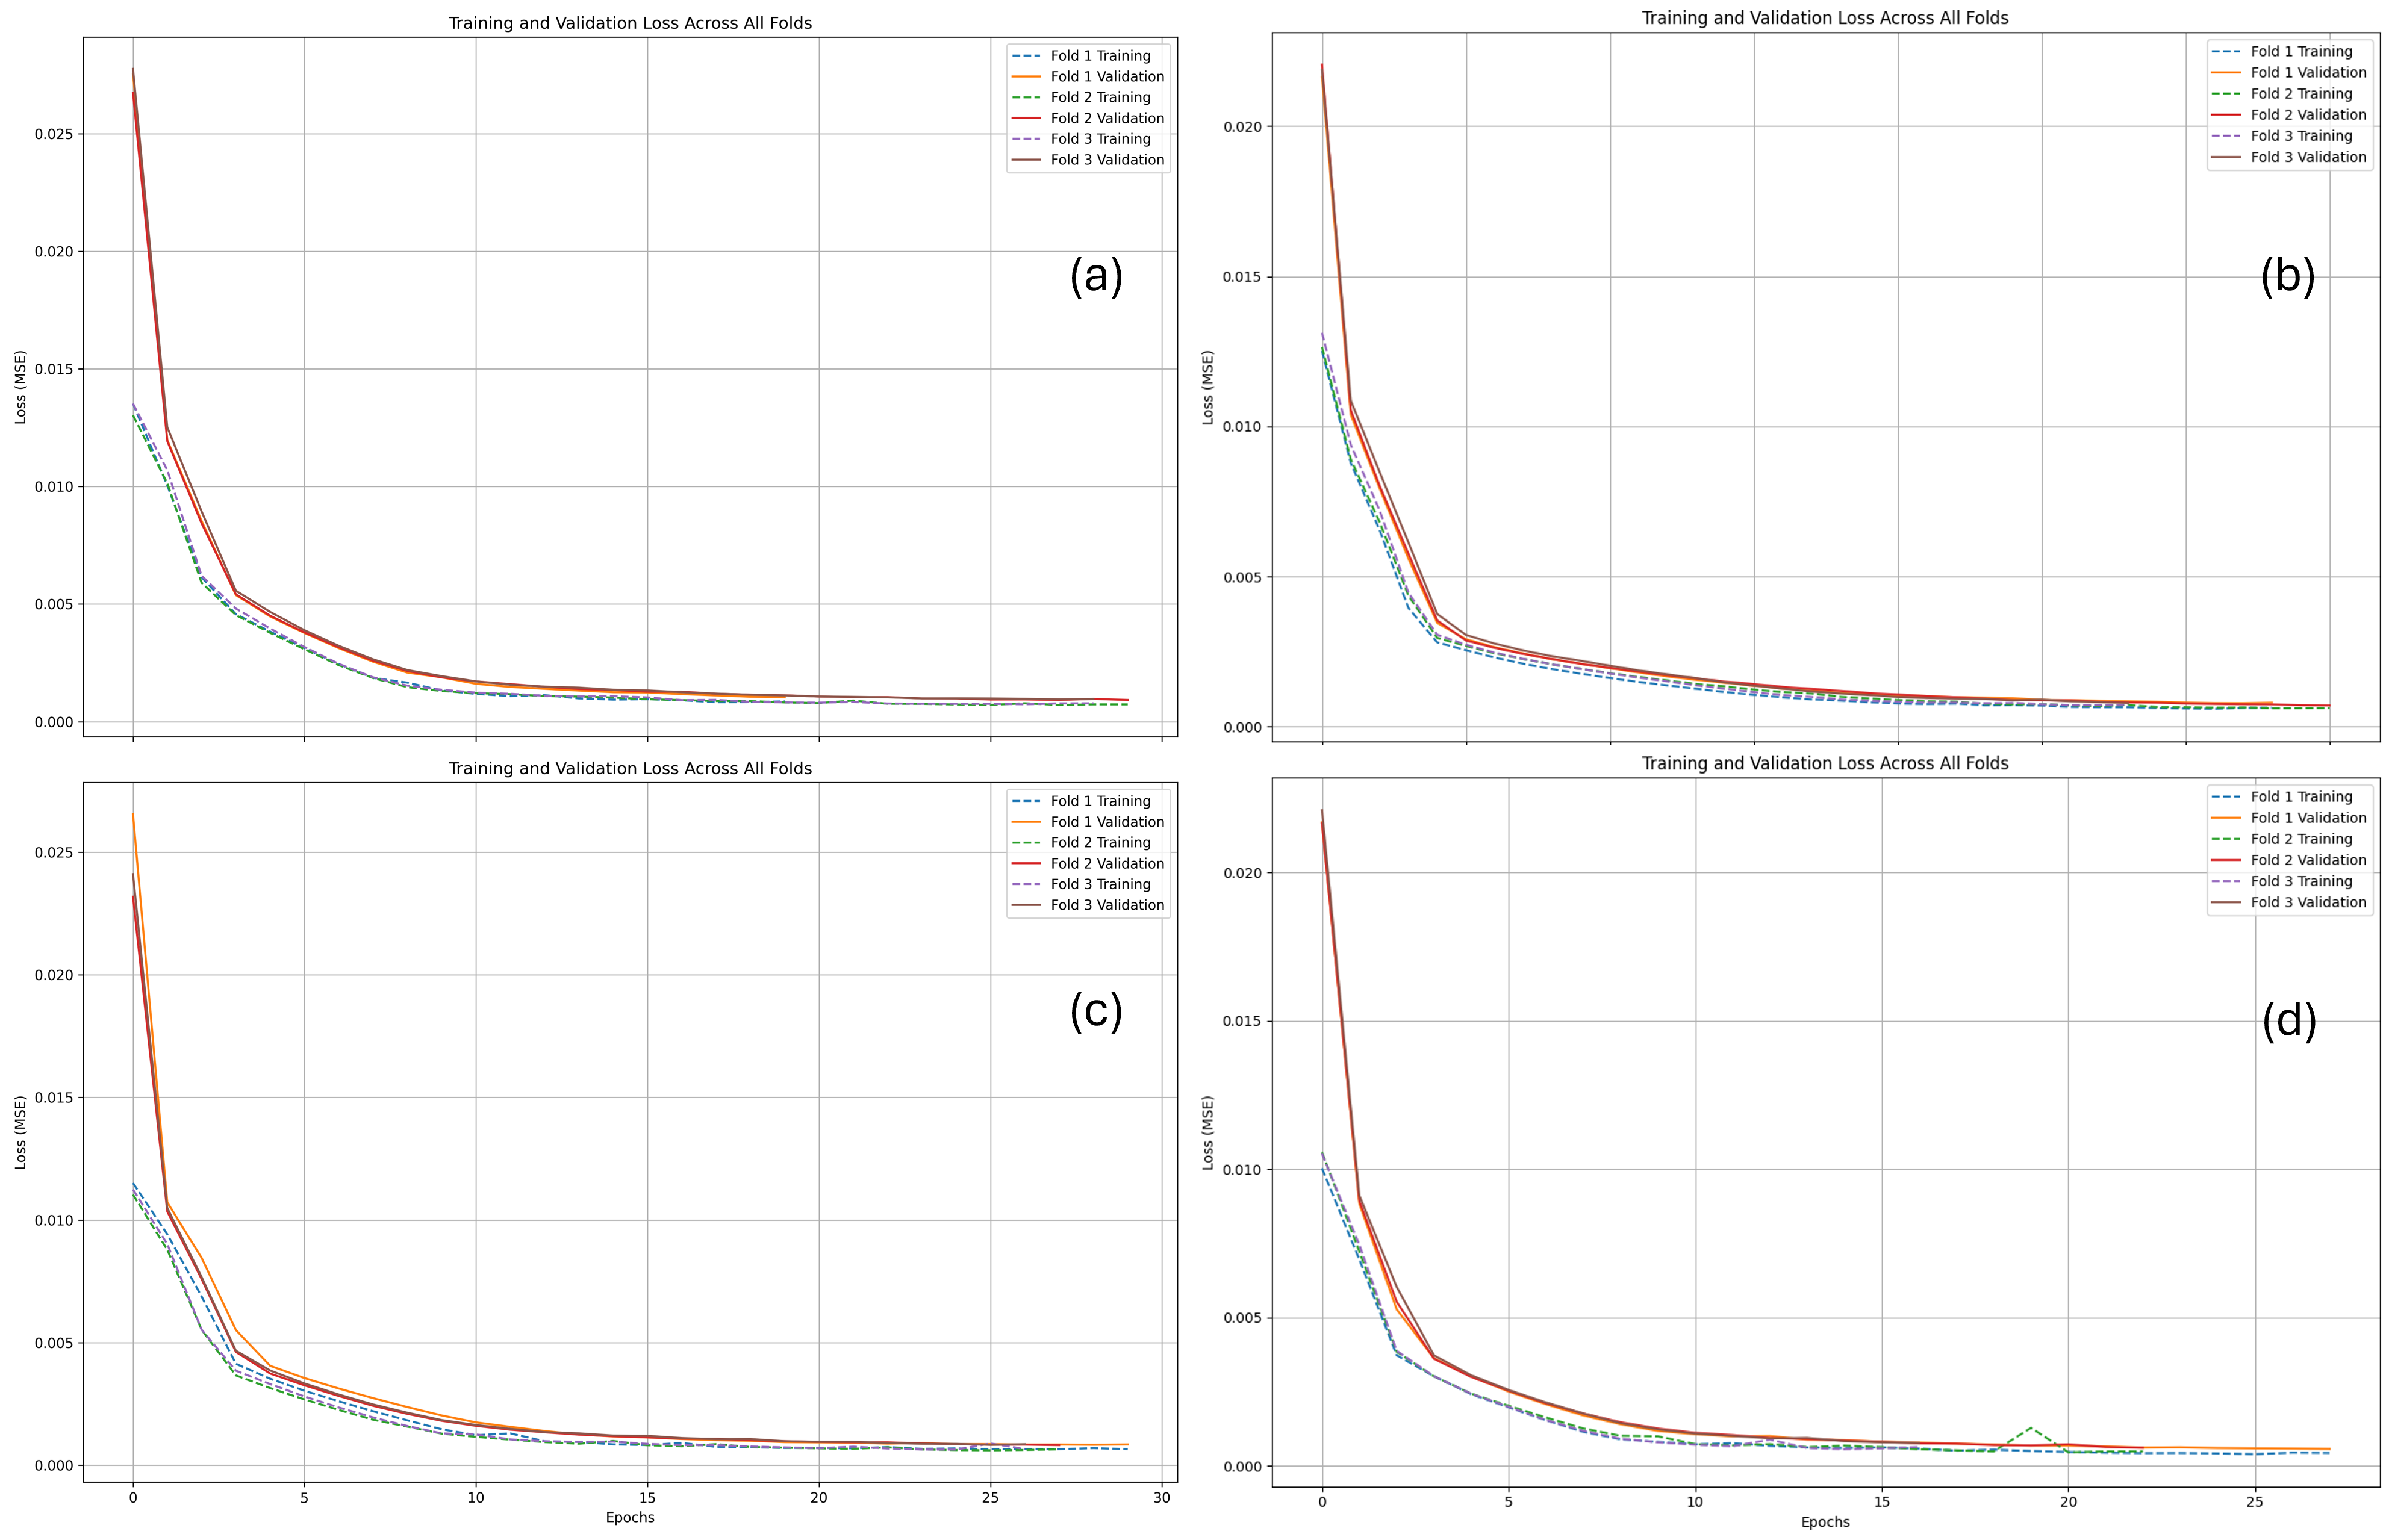 Training and Validation Loss Across All Folds
Fold 1 Training
Fold 1 Validation
Fold 2 Training
Fold 2 Validation
Fold 3 Training
Fold 3 Validation
0.025
0.020
0.015
0.010
0.005
0.000
Loss (MSE)
(a)
Training and Validation Loss Across All Folds
Fold 1 Training
Fold 1 Validation
Fold 2 Training
Fold 2 Validation
Fold 3 Training
Fold 3 Validation
0.020
0.015
0.010
0.005
0.000
Loss (MSE)
(b)
Training and Validation Loss Across All Folds
Fold 1 Training
Fold 1 Validation
Fold 2 Training
Fold 2 Validation
Fold 3 Training
Fold 3 Validation
0.025
0.020
0.015
0.010
0.005
0.000
Loss (MSE)
(c)
0 5 10 15 20 25 30
Epochs
Training and Validation Loss Across All Folds
Fold 1 Training
Fold 1 Validation
Fold 2 Training
Fold 2 Validation
Fold 3 Training
Fold 3 Validation
0.020
0.015
0.010
0.005
0.000
Loss (MSE)
(d)
0 5 10 15 20 25
Epochs